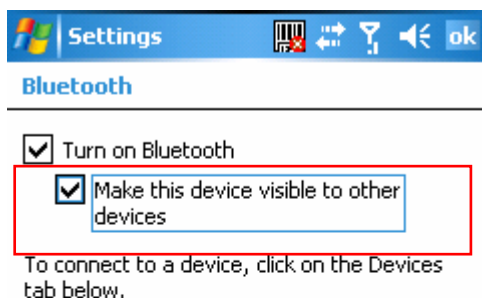 Settings
ok
Bluetooth
Turn on Bluetooth
Make this device visible to other
devices
To connect to a device, click on the Devices
tab below.